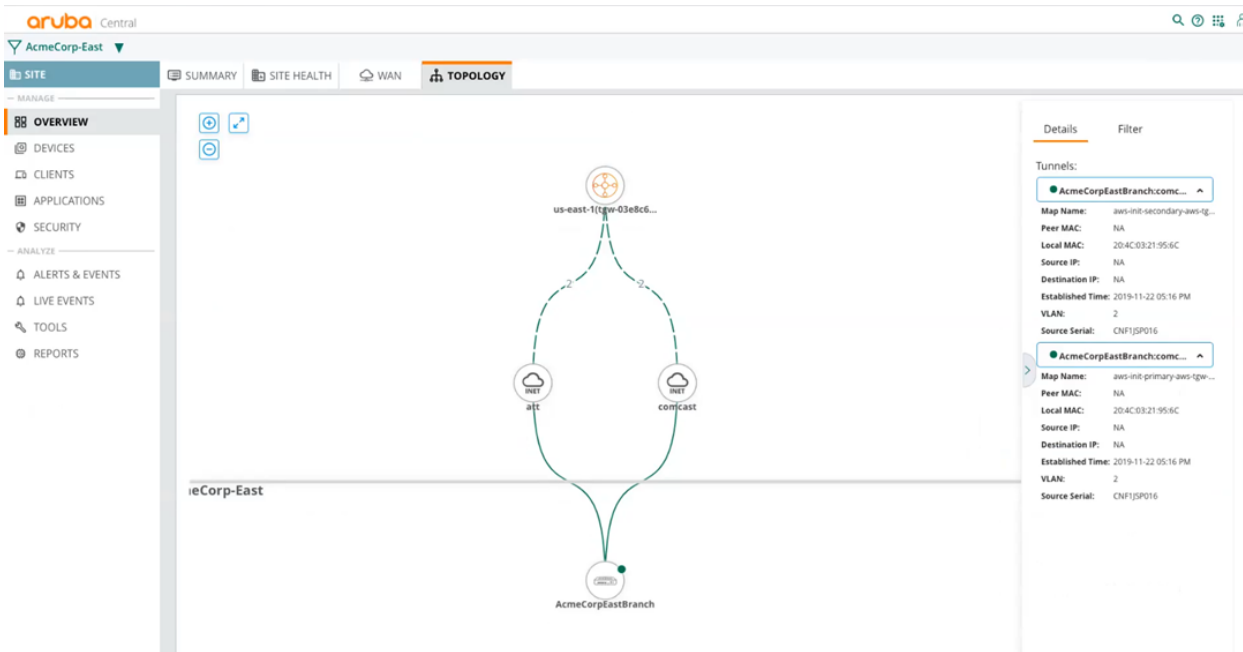 aruba Central
AcmeCorp-East
SITE
MANAGE
OVERVIEW
DEVICES
CLIENTS
APPLICATIONS
SECURITY
ANALYZE
ALERTS & EVENTS
LIVE EVENTS
TOOLS
REPORTS
SUMMARY SITE HEALTH WAN TOPOLOGY
us-east-1(tgw-03e8c6...
2 2
INET INET
att comcast
eCorp-East
AcmeCorpEastBranch
Details Filter
Tunnels:
AcmeCorpEastBranch:comc...
Map Name: aws-init-secondary-aws-tg...
Peer MAC: NA
Local MAC: 20:4C:03:21:95:6C
Source IP: NA
Destination IP: NA
Established Time: 2019-11-22 05:16 PM
VLAN: 2
Source Serial: CNF1JSP016
AcmeCorpEastBranch:comc...
Map Name: aws-init-primary-aws-tgw-...
Peer MAC: NA
Local MAC: 20:4C:03:21:95:6C
Source IP: NA
Destination IP: NA
Established Time: 2019-11-22 05:16 PM
VLAN: 2
Source Serial: CNF1JSP016